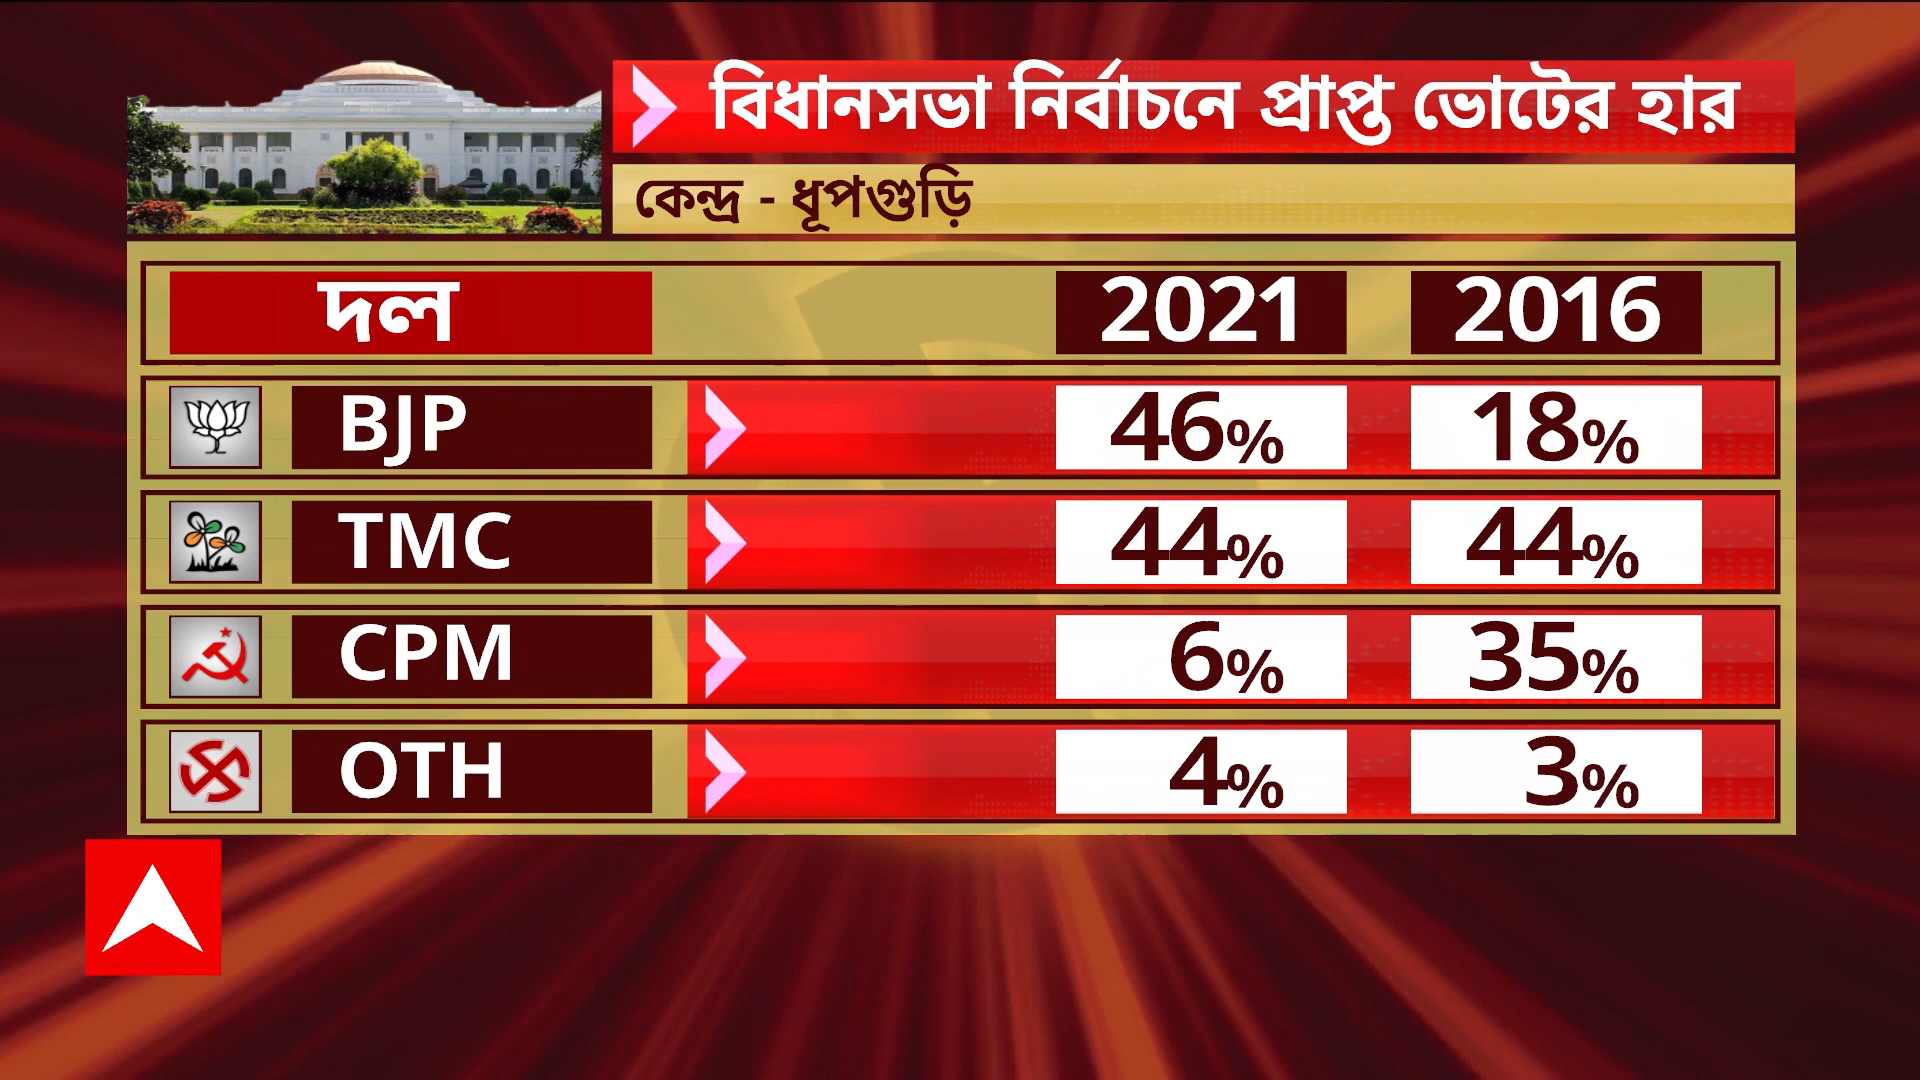 বিধানসভা নির্বাচনে প্রাপ্ত ভোটের হার
কেন্দ্র - ধূপগুড়ি
দল 2021 2016
BJP 46% 18%
TMC 44% 44%
CPM 6% 35%
OTH 4% 3%